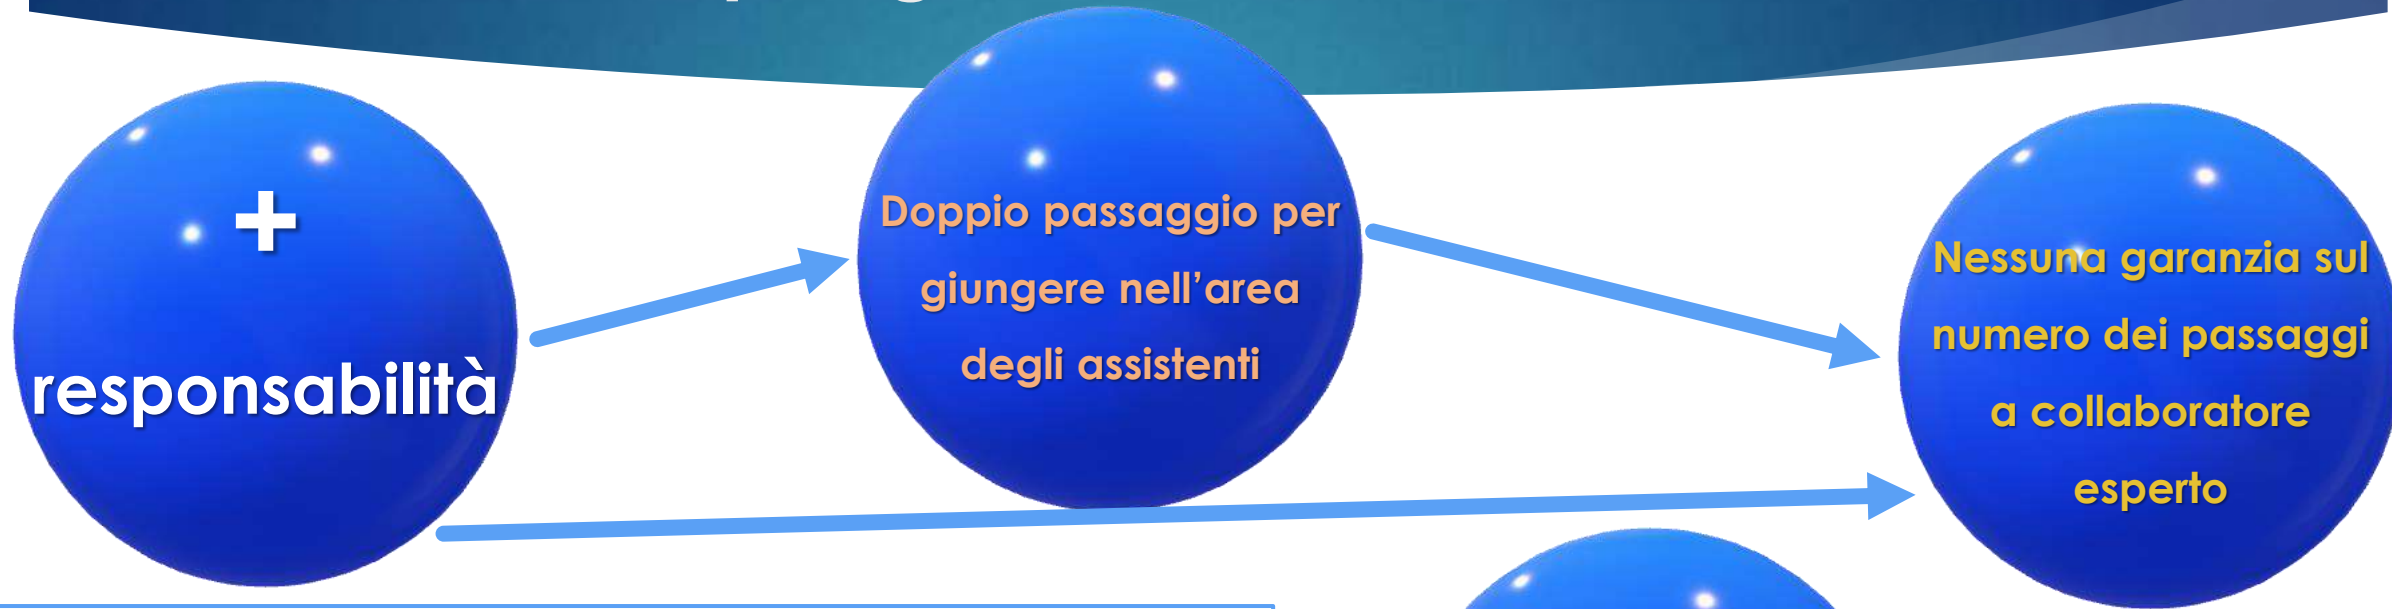 +
responsabilità
Doppio passaggio per
giungere nell’area
degli assistenti
Nessuna garanzia sul
numero dei passaggi
a collaboratore
esperto